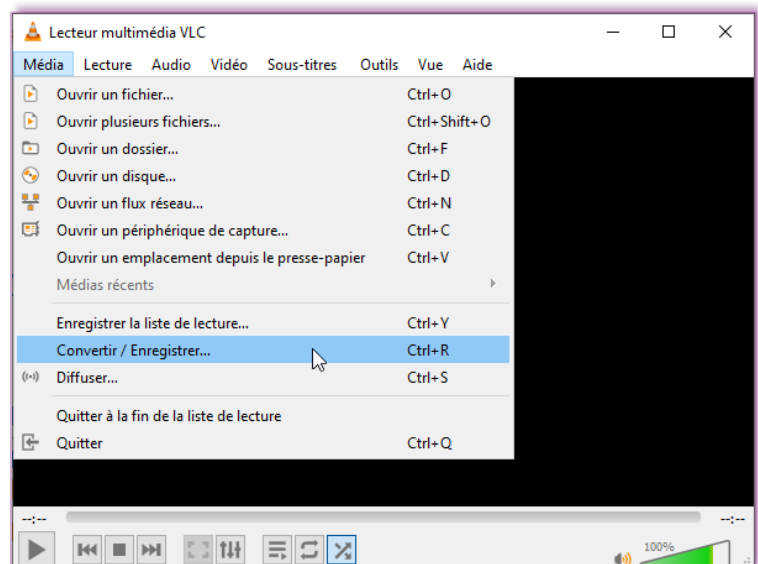 Lecteur multimédia VLC
Média Lecture Audio Vidéo Sous-titres Outils Vue Aide
Ouvrir un fichier... Ctrl+O
Ouvrir plusieurs fichiers... Ctrl+Shift+O
Ouvrir un dossier... Ctrl+F
Ouvrir un disque... Ctrl+D
Ouvrir un flux réseau... Ctrl+N
Ouvrir un périphérique de capture... Ctrl+C
Ouvrir un emplacement depuis le presse-papier Ctrl+V
Médias récents
Enregistrer la liste de lecture... Ctrl+Y
Convertir / Enregistrer... Ctrl+R
Diffuser... Ctrl+S
Quitter à la fin de la liste de lecture
Quitter Ctrl+Q
--:-- --:--
100%